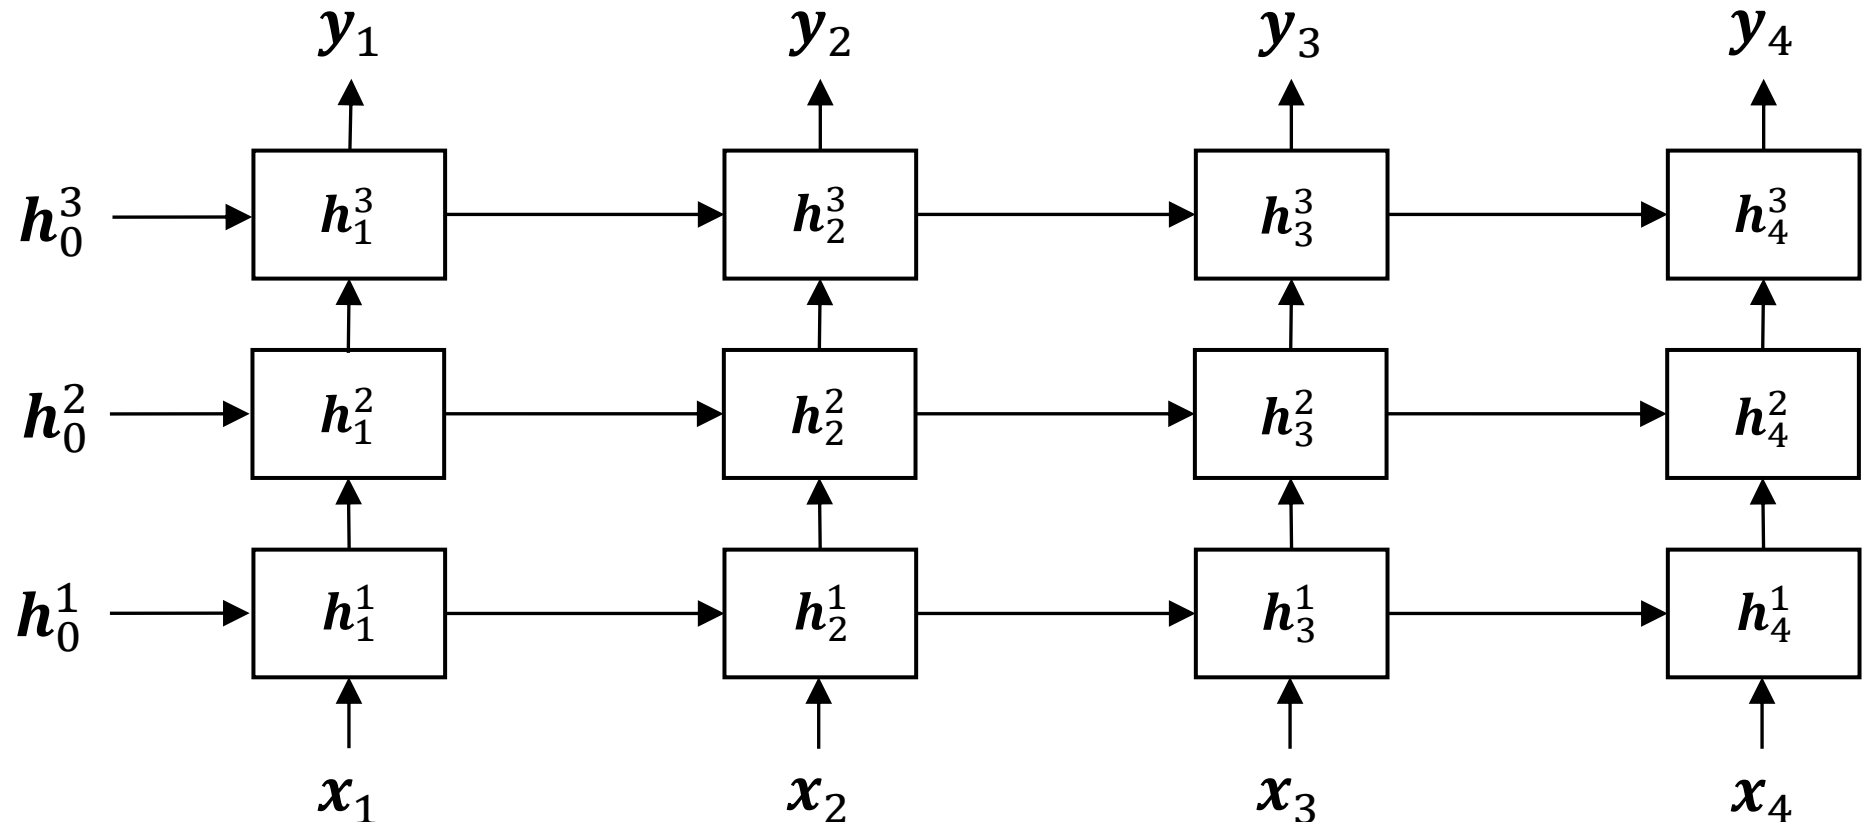 y₁ y₂ y₃ y₄
h₀³ h₁³ h₂³ h₃³ h₄³
h₀² h₁² h₂² h₃² h₄²
h₀¹ h₁¹ h₂¹ h₃¹ h₄¹
x₁ x₂ x₃ x₄